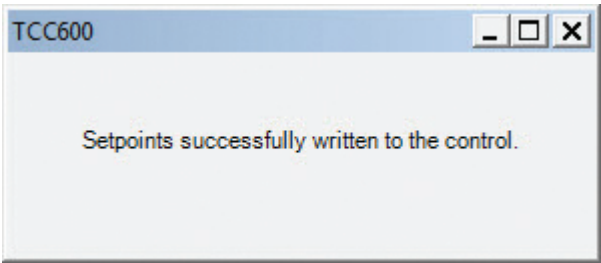 TCC600
Setpoints successfully written to the control.